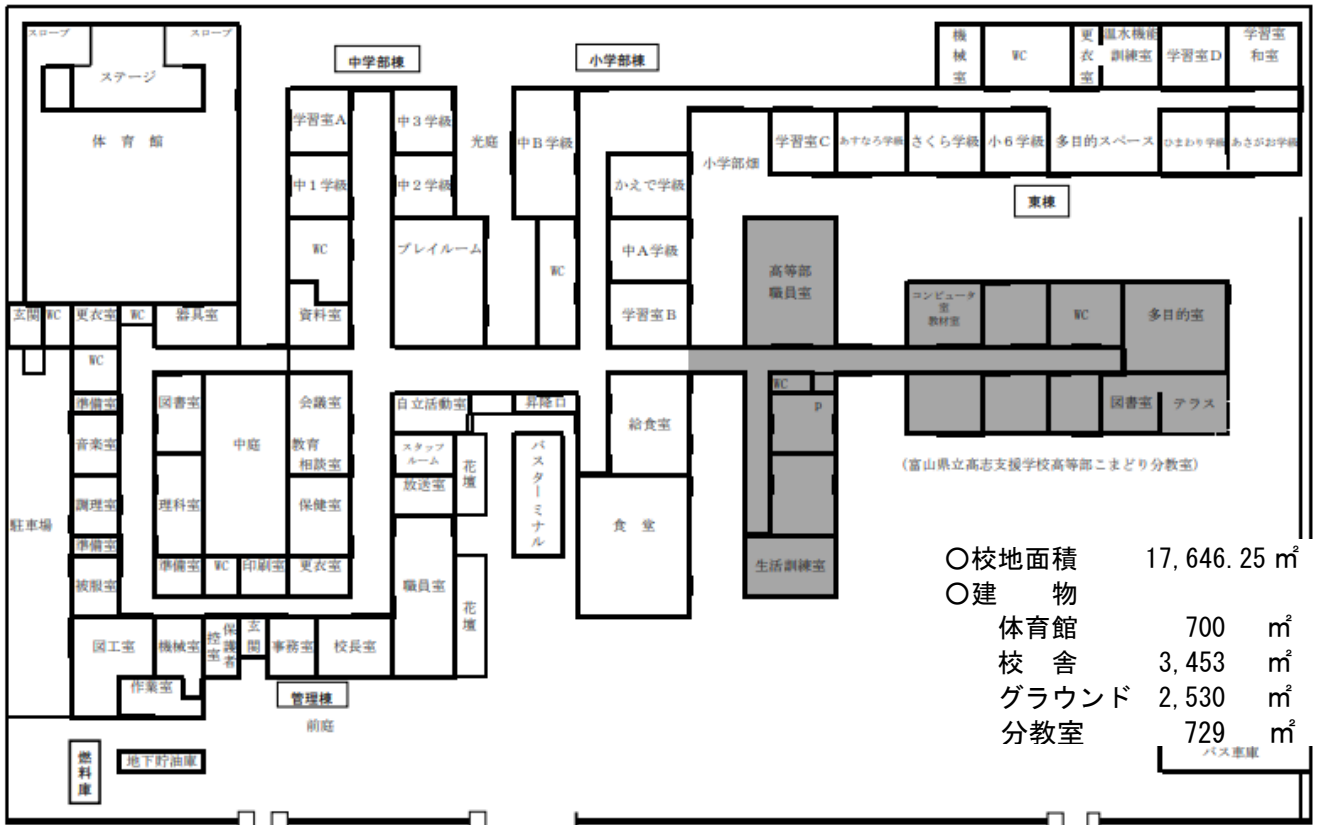 スロープ
スロープ
ステージ
体 育 館
中学部棟
小学部棟
機械室
WC
更衣室
温水機能訓練室
学習室D
学習室和室
学習室A
中3学級
光庭
中B学級
小学部畑
学習室C
あすなろ学級
さくら学級
小6学級
多目的スペース
ひまわり学級
あさがお学級
中1学級
中2学級
かえで学級
東棟
WC
プレイルーム
WC
中A学級
高等部
職員室
資料室
学習室B
コンピュータ
室
教材室
WC
多目的室
玄関
WC
更衣室
WC
器具室
WC
準備室
図書室
中庭
会議室
自立活動室
昇降口
給食室
WC
P
図書室
テラス
音楽室
教育
相談室
スタッフ
ルーム
花壇
バスターミナル
(富山県立高志支援学校高等部こまどり分教室)
駐車場
調理室
理科室
保健室
放送室
食 堂
準備室
被服室
準備室
WC
印刷室
更衣室
職員室
花壇
生活訓練室
図工室
機械室
保護者
控室
玄関
事務室
校長室
作業室
管理棟
前庭
燃料庫
地下貯油庫
○校地面積 17,646.25 ㎡
○建 物
体育館 700 ㎡
校 舎 3,453 ㎡
グラウンド 2,530 ㎡
分教室 729 ㎡
バス車庫